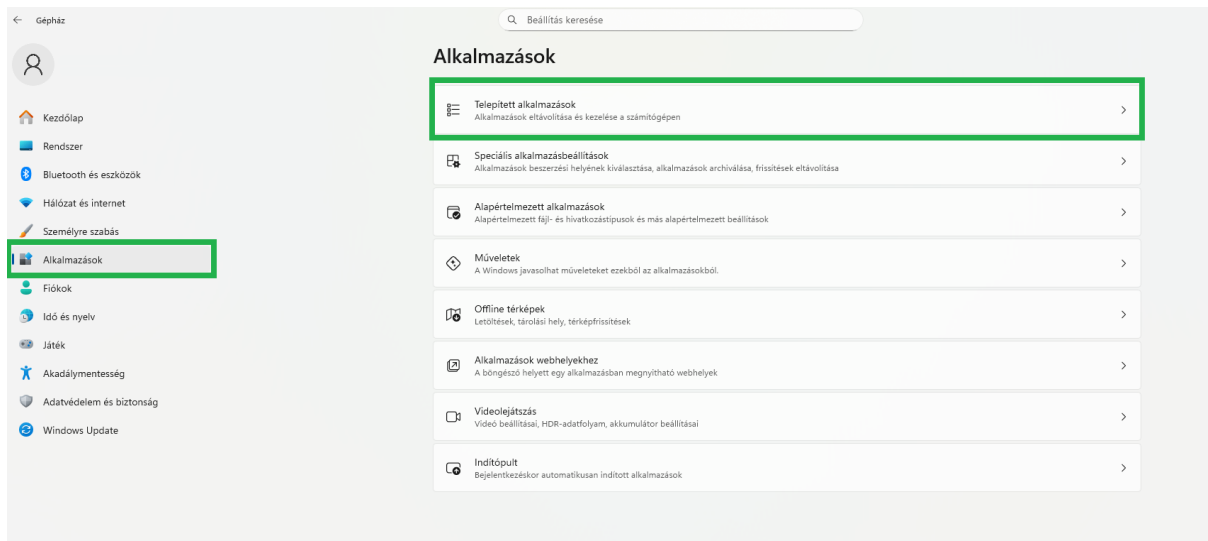 Gépház
Beállítás keresése
Alkalmazások
Kezdőlap
Rendszer
Bluetooth és eszközök
Hálózat és internet
Személyre szabás
Alkalmazások
Fiókok
Idő és nyelv
Játék
Akadálymentesség
Adatvédelem és biztonság
Windows Update
Telepített alkalmazások
Alkalmazások eltávolítása és kezelése a számítógépen
Speciális alkalmazásbeállítások
Alkalmazások beszerzési helyének kiválasztása, alkalmazások archiválása, frissítések eltávolítása
Alapértelmezett alkalmazások
Alapértelmezett fájl- és hivatkozástípusok és más alapértelmezett beállítások
Műveletek
A Windows javasolhat műveleteket ezekből az alkalmazásokból.
Offline térképek
Letöltések, tárolási hely, térképfrissítések
Alkalmazások webhelyekhez
A böngésző helyett egy alkalmazásban megnyitható webhelyek
Videolejátszás
Videó beállításai, HDR-adatfolyam, akkumulátor beállításai
Indítópult
Bejelentkezéskor automatikusan indított alkalmazások